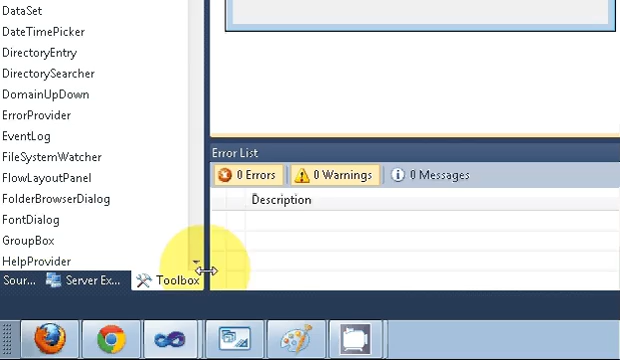 DataSet
DateTimePicker
DirectoryEntry
DirectorySearcher
DomainUpDown
ErrorProvider
EventLog
FileSystemWatcher
FlowLayoutPanel
FolderBrowserDialog
FontDialog
GroupBox
HelpProvider
Sour... Server Ex... Toolbox
Error List
0 Errors 0 Warnings 0 Messages
Description